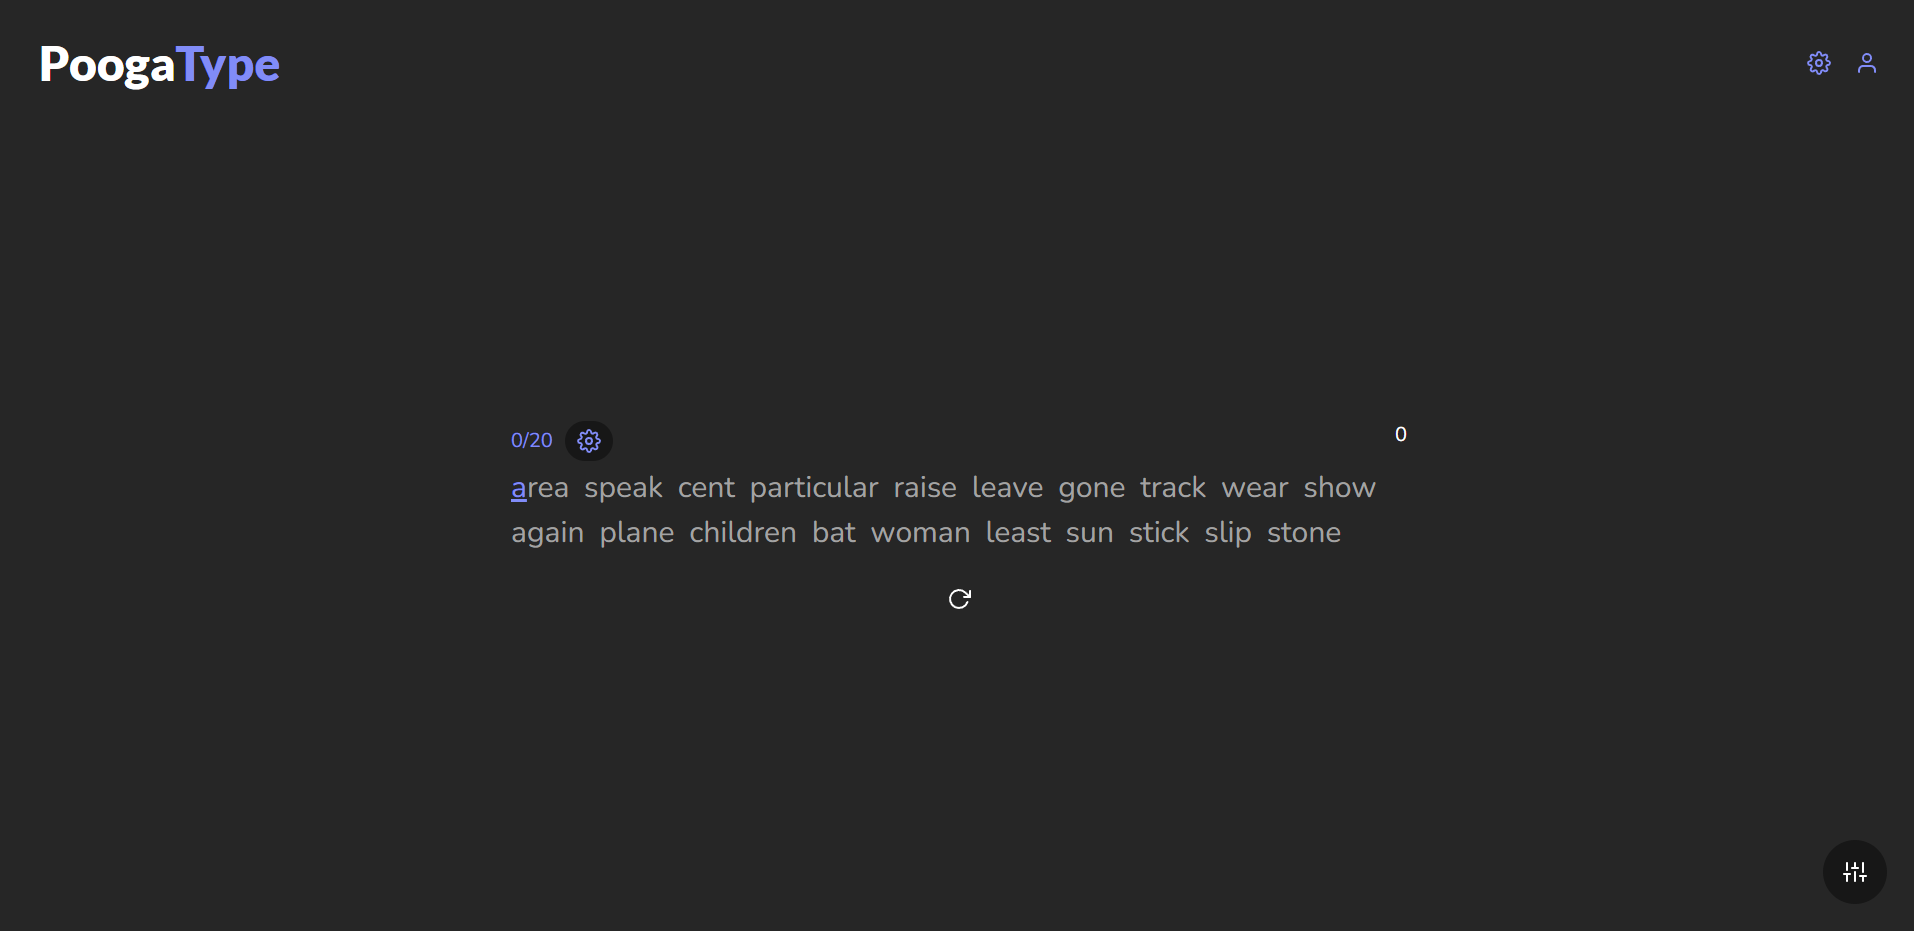 PoogaType
0/20
0
area speak cent particular raise leave gone track wear show
again plane children bat woman least sun stick slip stone